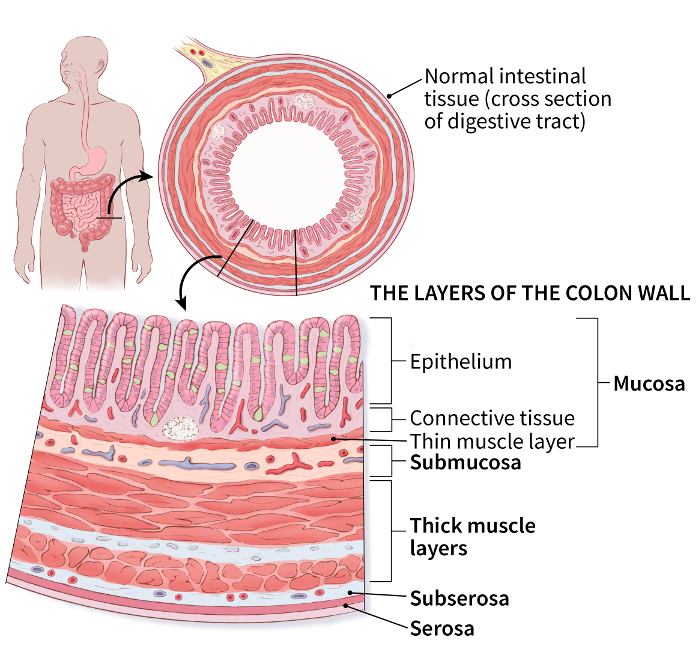 Normal intestinal
tissue (cross section
of digestive tract)
THE LAYERS OF THE COLON WALL
Epithelium
Mucosa
Connective tissue
Thin muscle layer
Submucosa
Thick muscle
layers
Subserosa
Serosa